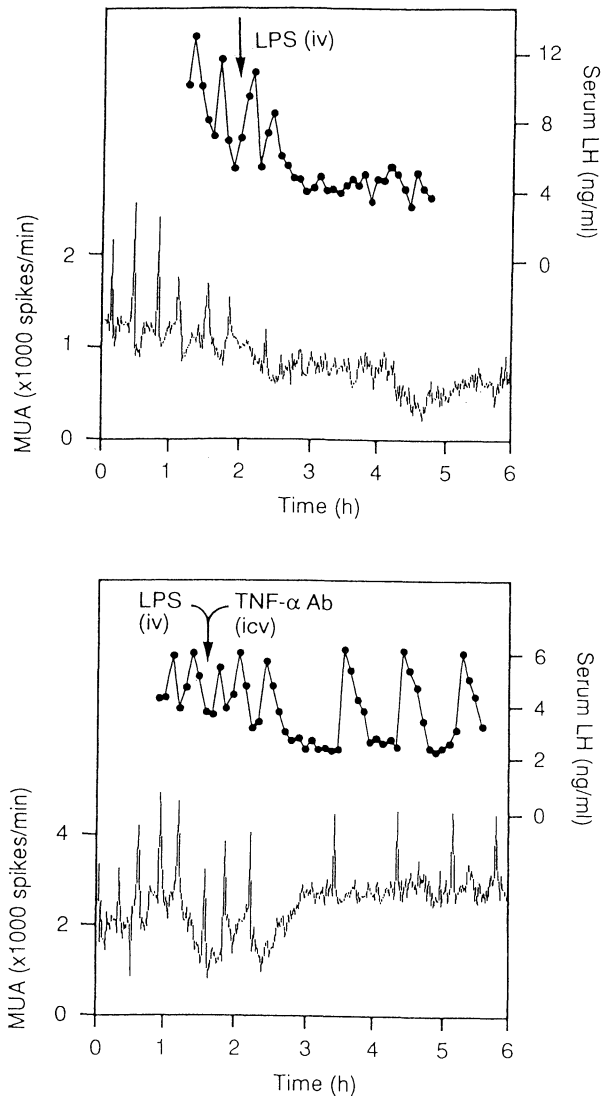 LPS (iv)
12
8
4
0
Serum LH (ng/ml)
MUA (x1000 spikes/min)
2
1
0
0 1 2 3 4 5 6
Time (h)
LPS
(iv)
TNF-α Ab
(icv)
6
4
2
0
Serum LH (ng/ml)
MUA (x1000 spikes/min)
4
2
0
0 1 2 3 4 5 6
Time (h)